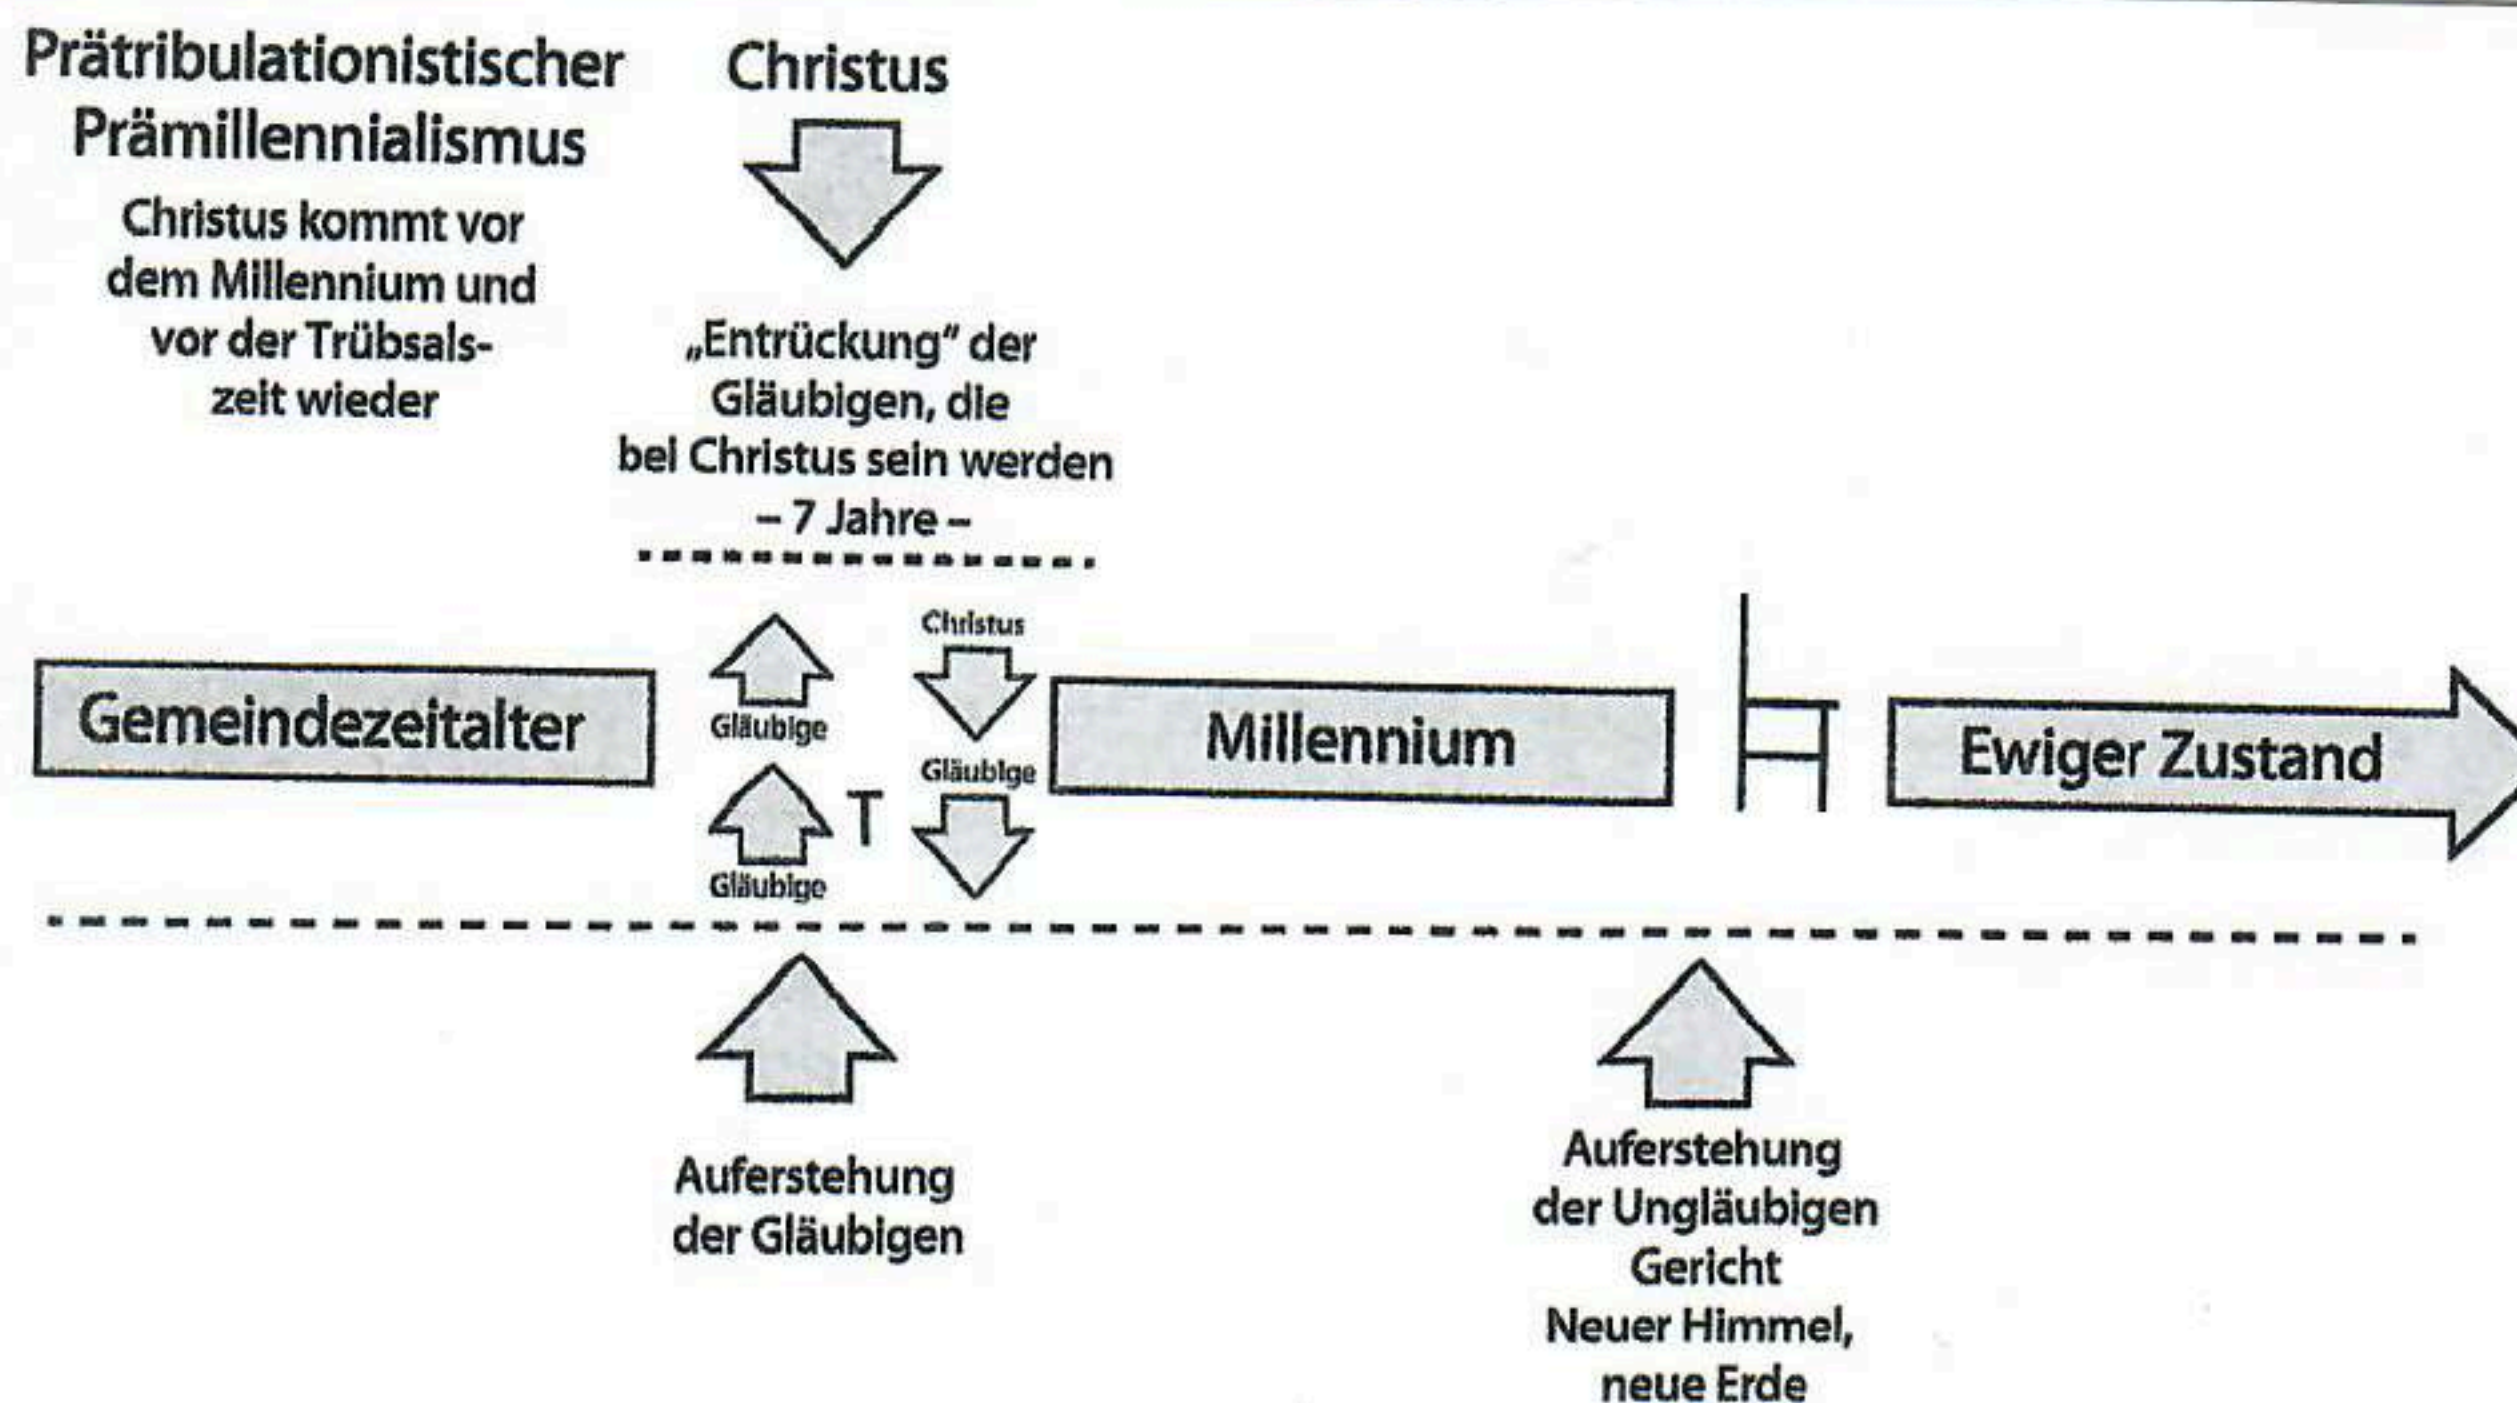 Prätribulationistischer
Prämillennialismus
Christus kommt vor
dem Millennium und
vor der Trübsals-
zeit wieder
Christus
„Entrückung“ der
Gläubigen, die
bei Christus sein werden
– 7 Jahre –
Gemeindezeitalter
Gläubige
Gläubige
T
Christus
Gläubige
Millennium
Ewiger Zustand
Auferstehung
der Gläubigen
Auferstehung
der Ungläubigen
Gericht
Neuer Himmel,
neue Erde